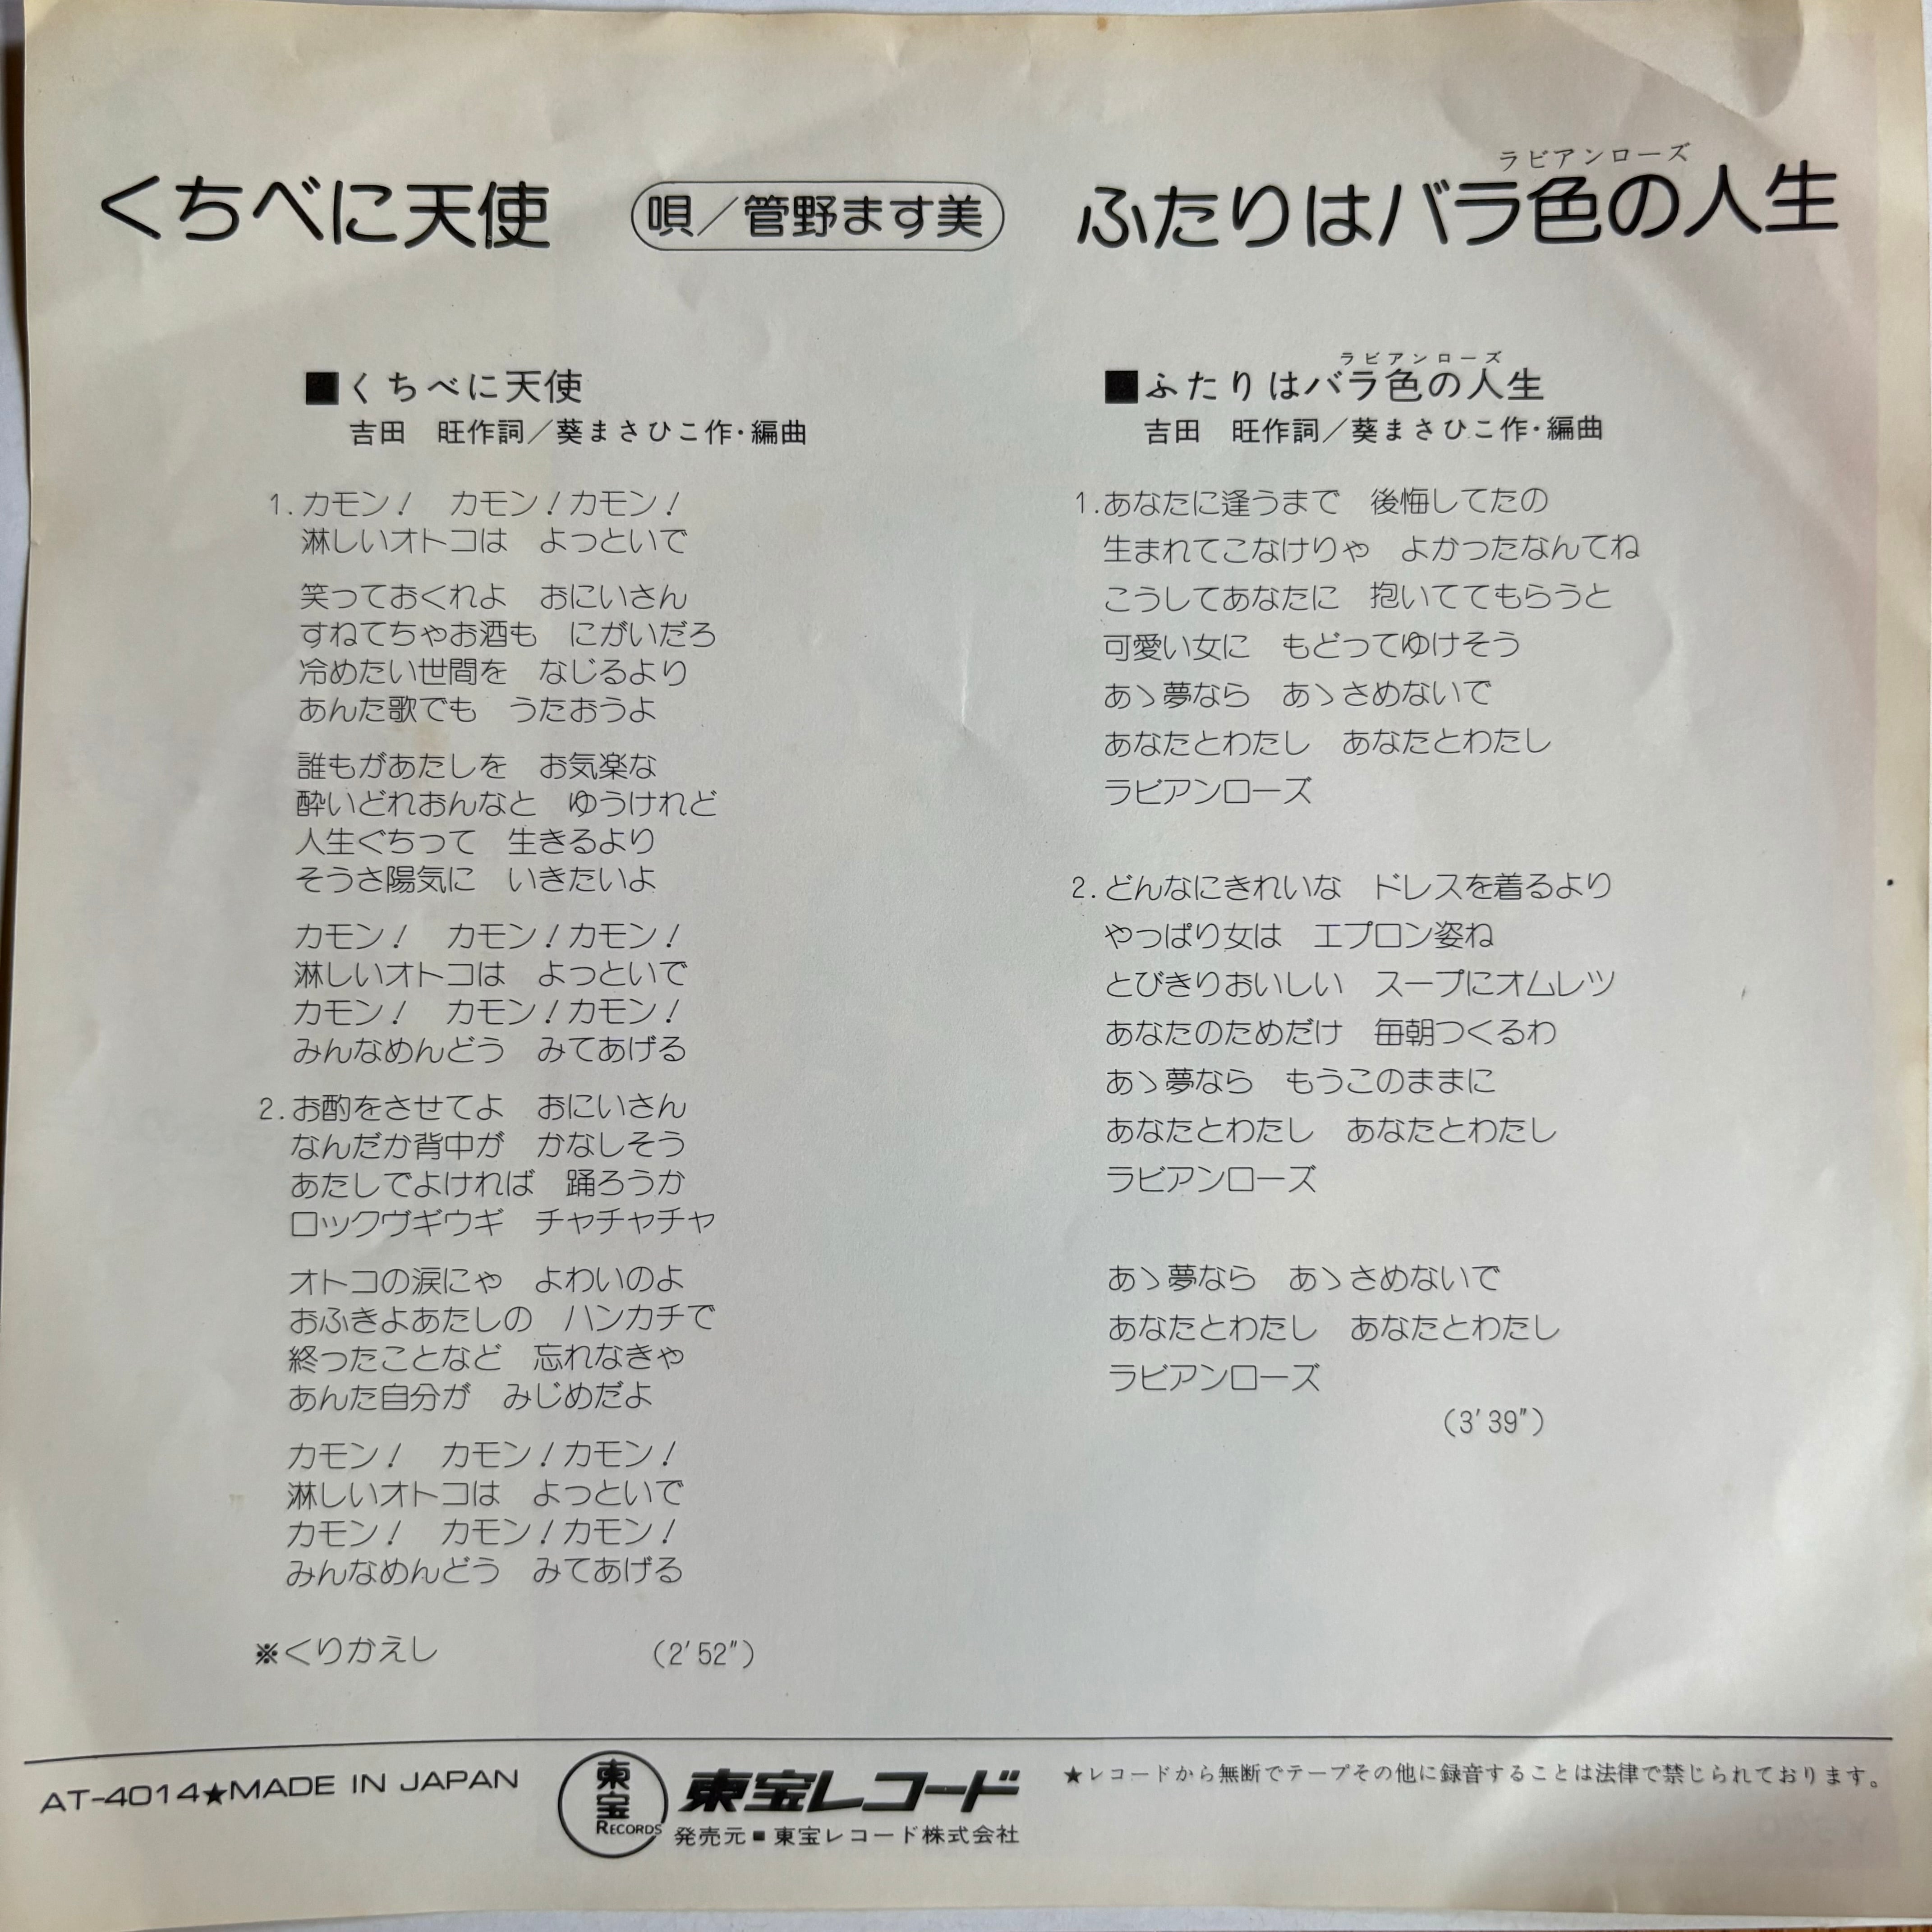 くちべに天使
唄／管野ます美
ラビアンローズ
ふたりはバラ色の人生
■くちべに天使
吉田　旺作詞／葵まさひこ作・編曲
1.カモン！　カモン！カモン！
淋しいオトコは　よっといで
笑っておくれよ　おにいさん
すねてちゃお酒も　にがいだろ
冷めたい世間を　なじるより
あんた歌でも　うたおうよ
誰もがあたしを　お気楽な
酔いどれおんなと　ゆうけれど
人生ぐちって　生きるより
そうさ陽気に　いきたいよ
カモン！　カモン！カモン！
淋しいオトコは　よっといで
カモン！　カモン！カモン！
みんなめんどう　みてあげる
2.お酌をさせてよ　おにいさん
なんだか背中が　かなしそう
あたしでよければ　踊ろうか
ロックヴギウギ　チャチャチャ
オトコの涙にゃ　よわいのよ
おふきよあたしの　ハンカチで
終ったことなど　忘れなきゃ
あんた自分が　みじめだよ
カモン！　カモン！カモン！
淋しいオトコは　よっといで
カモン！　カモン！カモン！
みんなめんどう　みてあげる
※くりかえし　(2′52″)
ラビアンローズ
■ふたりはバラ色の人生
吉田　旺作詞／葵まさひこ作・編曲
1.あなたに逢うまで　後悔してたの
生まれてこなけりゃ　よかったなんてね
こうしてあなたに　抱いててもらうと
可愛い女に　もどってゆけそう
あゝ夢なら　あゝさめないで
あなたとわたし　あなたとわたし
ラビアンローズ
2.どんなにきれいな　ドレスを着るより
やっぱり女は　エプロン姿ね
とびきりおいしい　スープにオムレツ
あなたのためだけ　毎朝つくるわ
あゝ夢なら　もうこのままに
あなたとわたし　あなたとわたし
ラビアンローズ
あゝ夢なら　あゝさめないで
あなたとわたし　あなたとわたし
ラビアンローズ
(3′39″)
AT-4014★MADE IN JAPAN
東宝
RECORDS
東宝レコード
発売元■東宝レコード株式会社
★レコードから無断でテープその他に録音することは法律で禁じられております。